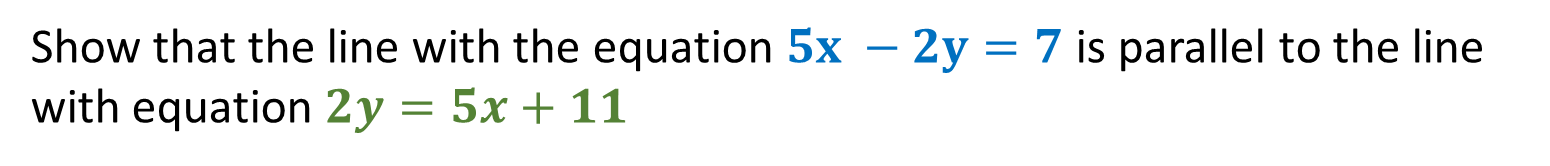 Show that the line with the equation 5x − 2y = 7 is parallel to the line
with equation 2y = 5x + 11